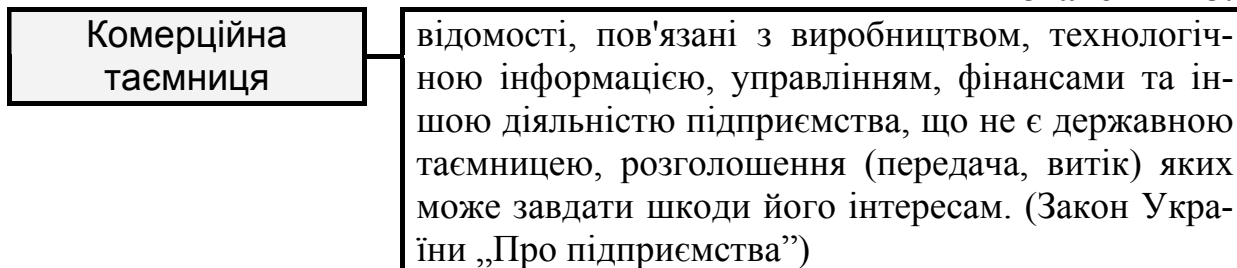 Комерційна
таємниця
відомості, пов'язані з виробництвом, технологіч-
ною інформацією, управлінням, фінансами та ін-
шою діяльністю підприємства, що не є державною
таємницею, розголошення (передача, витік) яких
може завдати шкоди його інтересам. (Закон Укра-
їни „Про підприємства”)